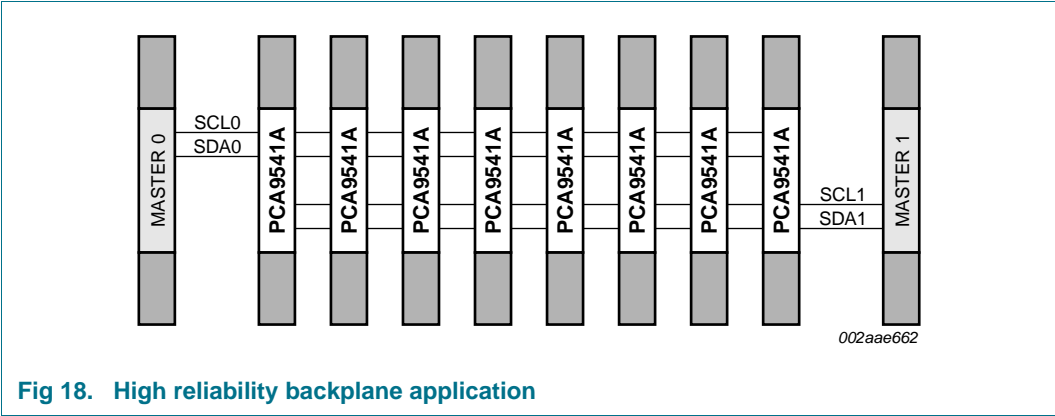 MASTER 0
SCL0
SDA0
PCA9541A
PCA9541A
PCA9541A
PCA9541A
PCA9541A
PCA9541A
PCA9541A
PCA9541A
SCL1
SDA1
MASTER 1
002aae662
Fig 18. High reliability backplane application